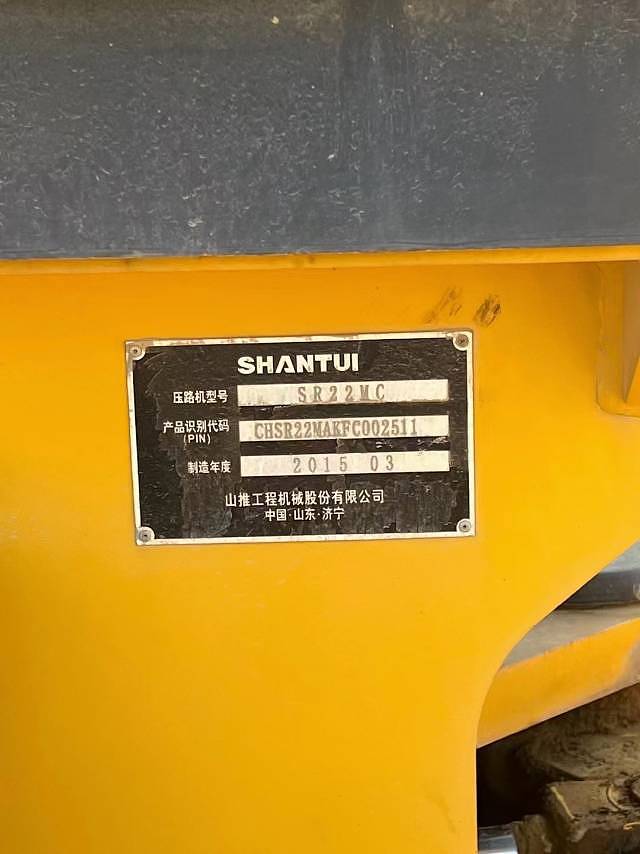 SHANTUI
压路机型号 SR22MC
产品识别代码 CHSR22MAKFC002511
(PIN)
制造年度 2015 03
山推工程机械股份有限公司
中国·山东·济宁